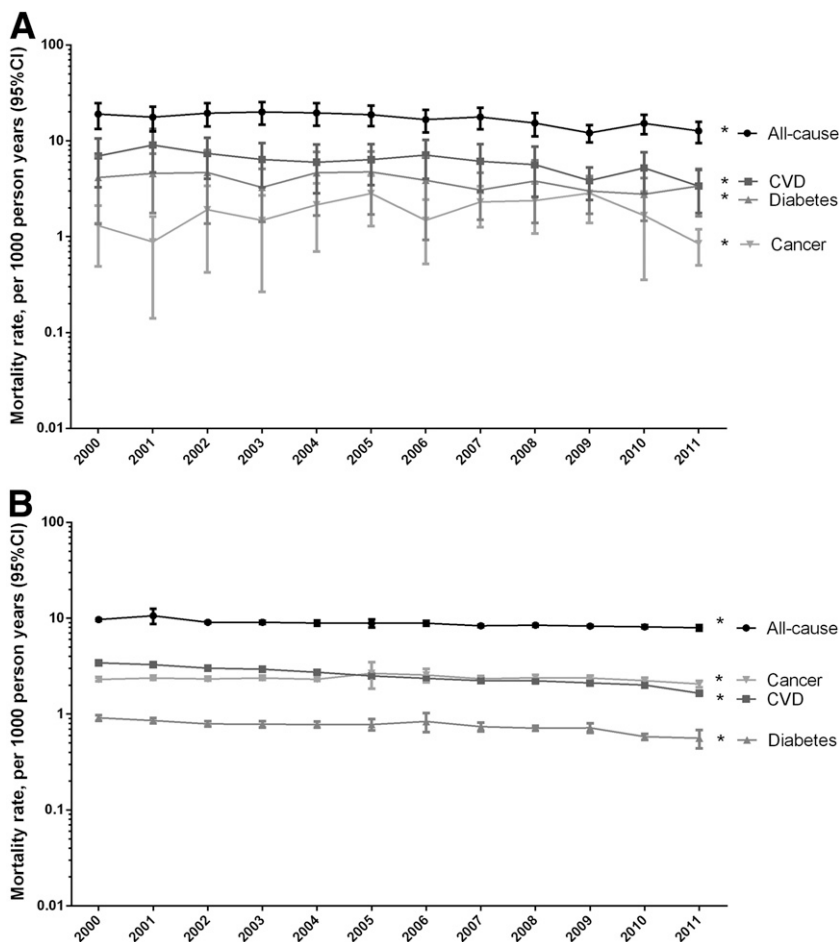 A
Mortality rate, per 1000 person years (95%CI)
100
10
1
0.1
0.01
2000
2001
2002
2003
2004
2005
2006
2007
2008
2009
2010
2011
* All-cause
* CVD
* Diabetes
* Cancer
B
Mortality rate, per 1000 person years (95%CI)
100
10
1
0.1
0.01
2000
2001
2002
2003
2004
2005
2006
2007
2008
2009
2010
2011
* All-cause
* Cancer
* CVD
* Diabetes